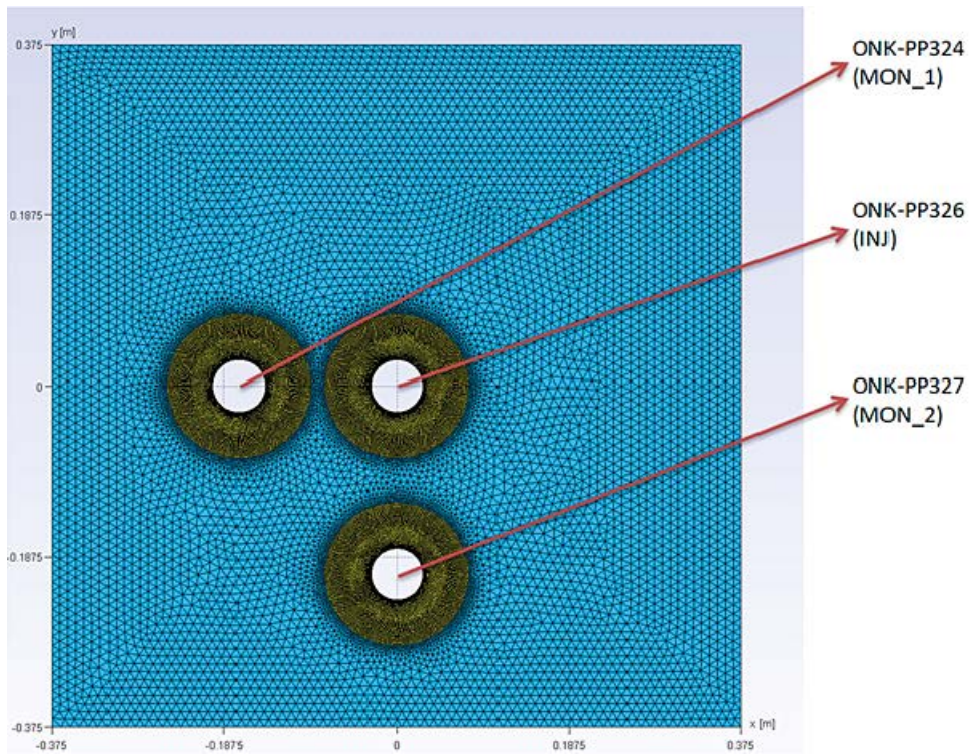 y [m]
0.375
0.1875
0
-0.1875
-0.375
-0.375
-0.1875
0
0.1875
0.375
x [m]
ONK-PP324
(MON_1)
ONK-PP326
(INJ)
ONK-PP327
(MON_2)